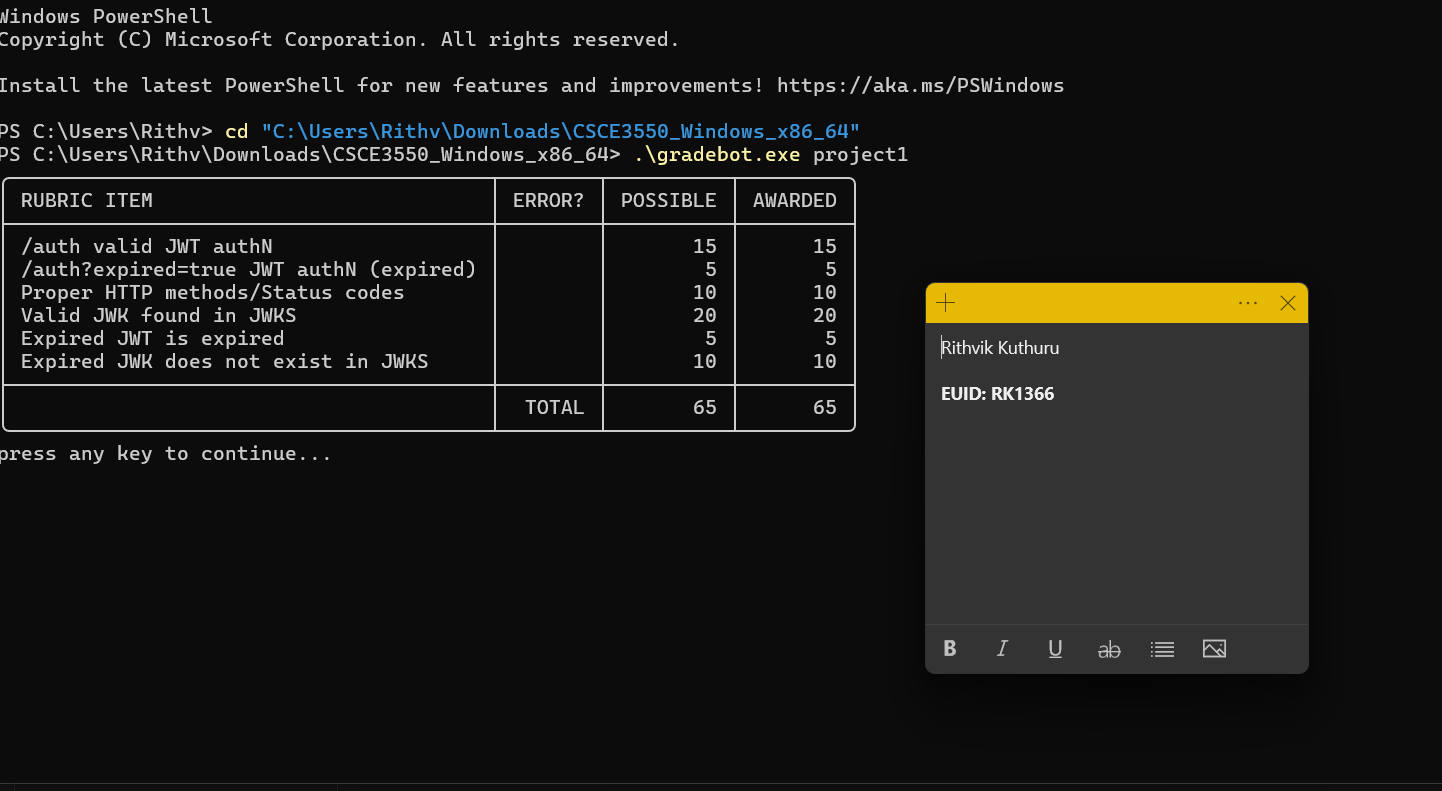 Windows PowerShell
Copyright (C) Microsoft Corporation. All rights reserved.
Install the latest PowerShell for new features and improvements! https://aka.ms/PSWindows
PS C:\Users\Rithv> cd "C:\Users\Rithv\Downloads\CSCE3550_Windows_x86_64"
PS C:\Users\Rithv\Downloads\CSCE3550_Windows_x86_64> .\gradebot.exe project1
RUBRIC ITEM ERROR? POSSIBLE AWARDED
/auth valid JWT authN 15 15
/auth?expired=true JWT authN (expired) 5 5
Proper HTTP methods/Status codes 10 10
Valid JWK found in JWKS 20 20
Expired JWT is expired 5 5
Expired JWK does not exist in JWKS 10 10
TOTAL 65 65
press any key to continue...
Rithvik Kuthuru
EUID: RK1366
B I U ab